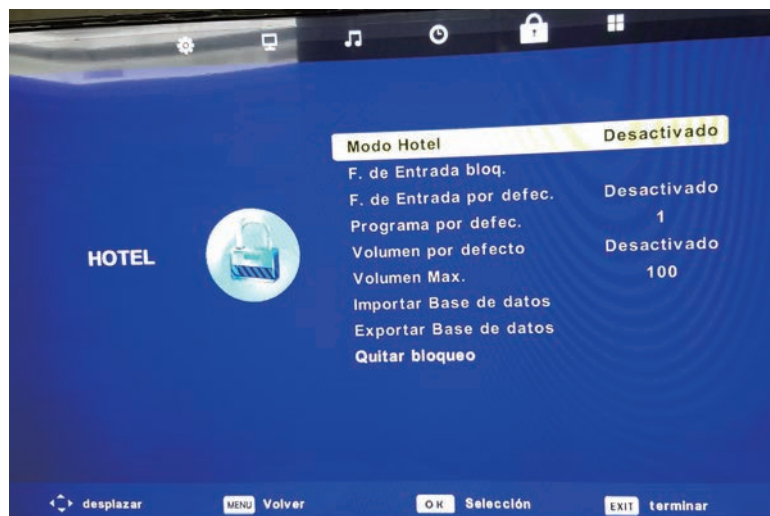 Modo Hotel Desactivado
F. de Entrada bloq.
F. de Entrada por defec. Desactivado
Programa por defec. 1
Volumen por defecto Desactivado
Volumen Max. 100
Importar Base de datos
Exportar Base de datos
Quitar bloqueo
HOTEL
desplazar MENU Volver OK Selección EXIT terminar